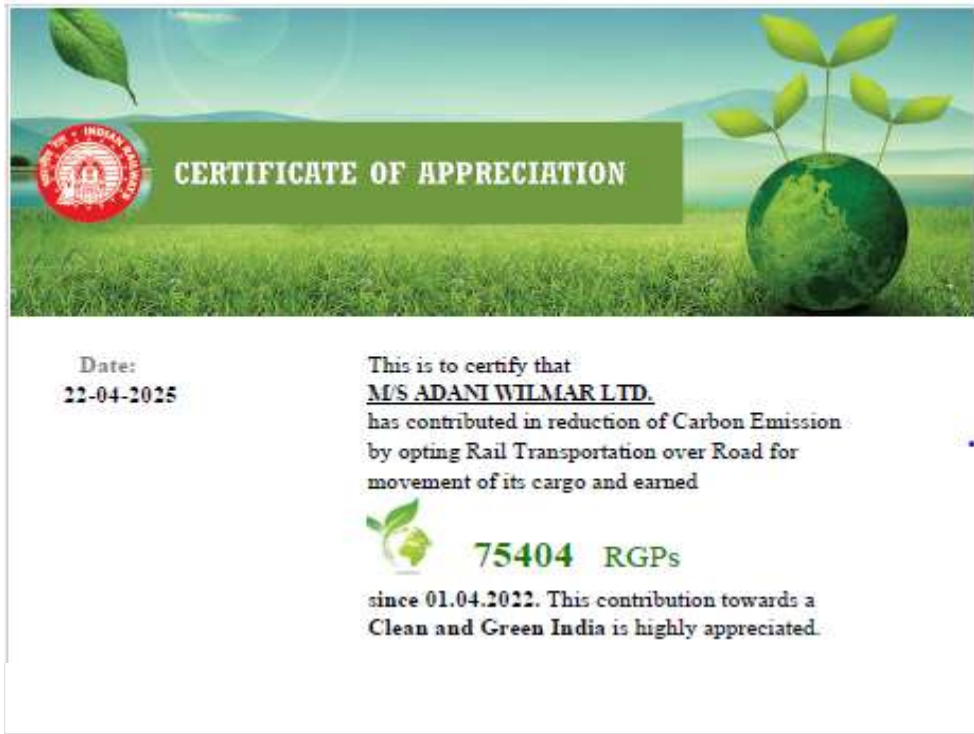 INDIAN RAILWAYS
CERTIFICATE OF APPRECIATION
Date:
22-04-2025
This is to certify that
M/S ADANI WILMAR LTD.
has contributed in reduction of Carbon Emission
by opting Rail Transportation over Road for
movement of its cargo and earned
75404 RGPs
since 01.04.2022. This contribution towards a
Clean and Green India is highly appreciated.